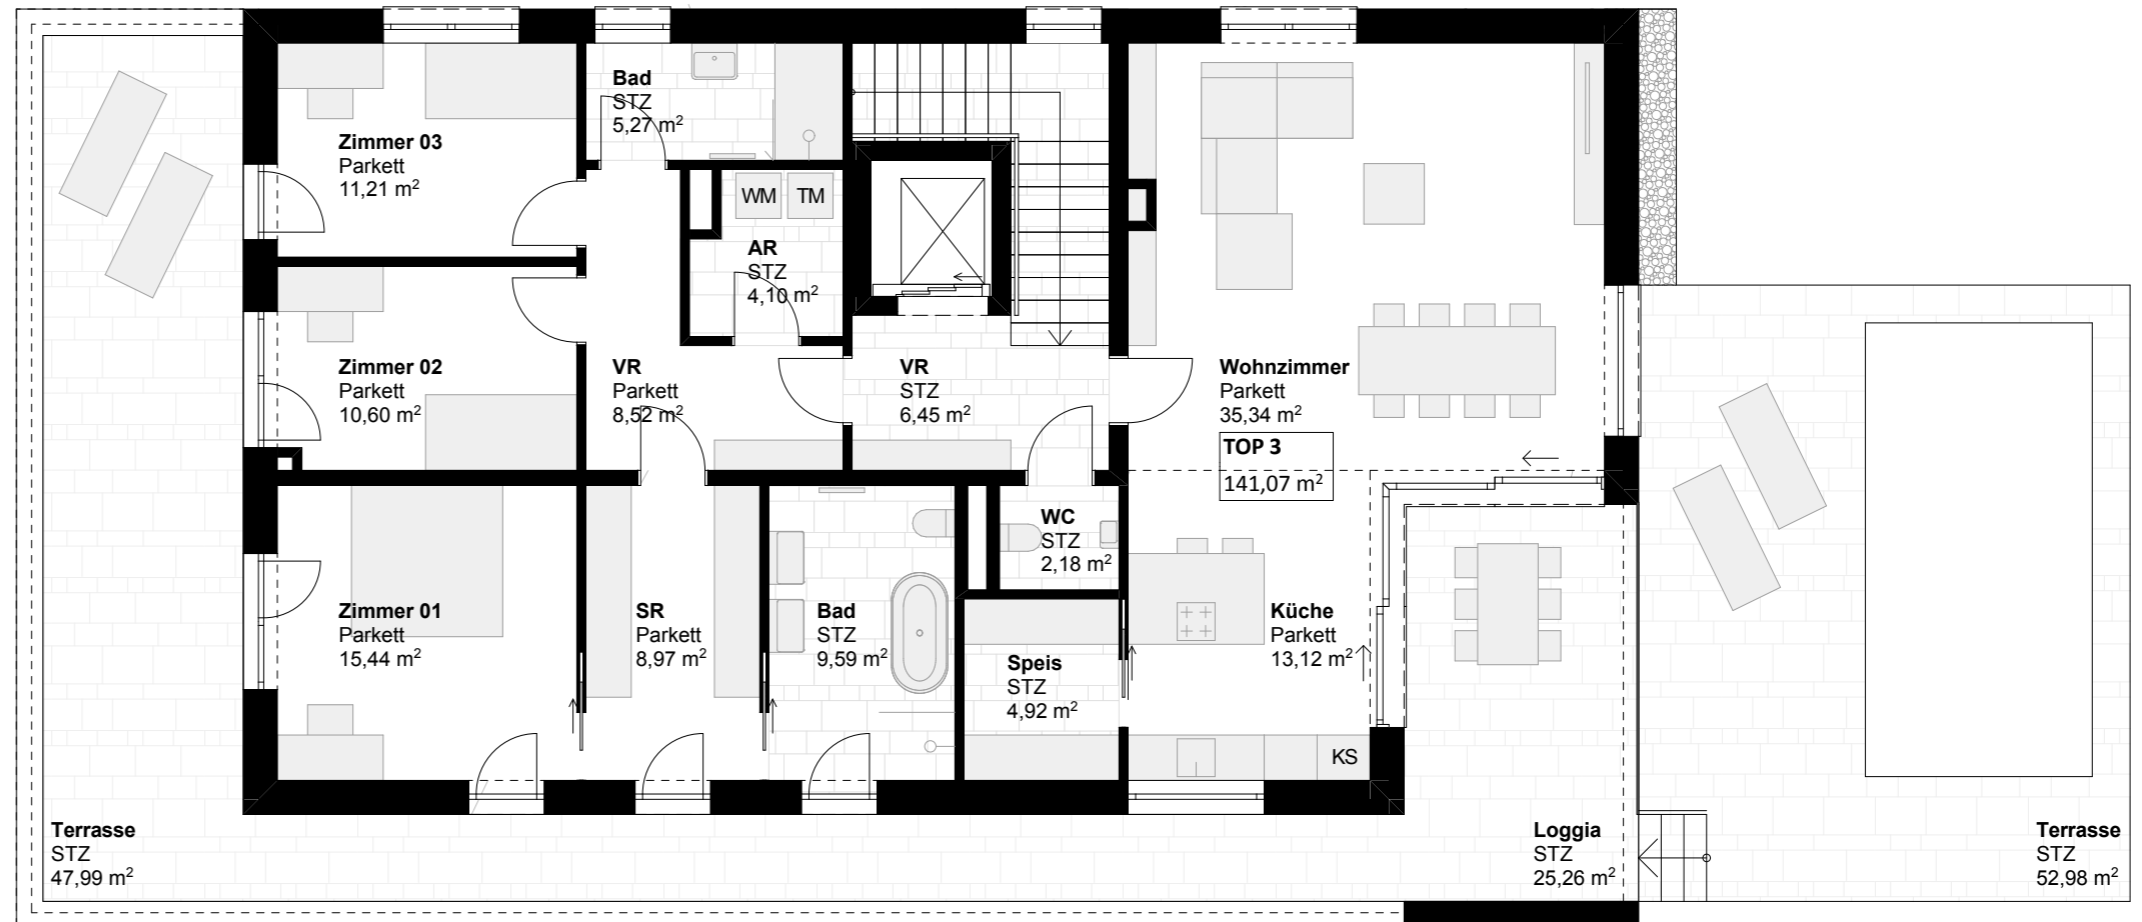 Bad
STZ
5,27 m²
Zimmer 03
Parkett
11,21 m²
WM
TM
AR
STZ
4,10 m²
Zimmer 02
Parkett
10,60 m²
VR
Parkett
8,52 m²
VR
STZ
6,45 m²
Wohnzimmer
Parkett
35,34 m²
TOP 3
141,07 m²
WC
STZ
2,18 m²
Zimmer 01
Parkett
15,44 m²
SR
Parkett
8,97 m²
Bad
STZ
9,59 m²
Speis
STZ
4,92 m²
Küche
Parkett
13,12 m²
KS
Terrasse
STZ
47,99 m²
Loggia
STZ
25,26 m²
Terrasse
STZ
52,98 m²